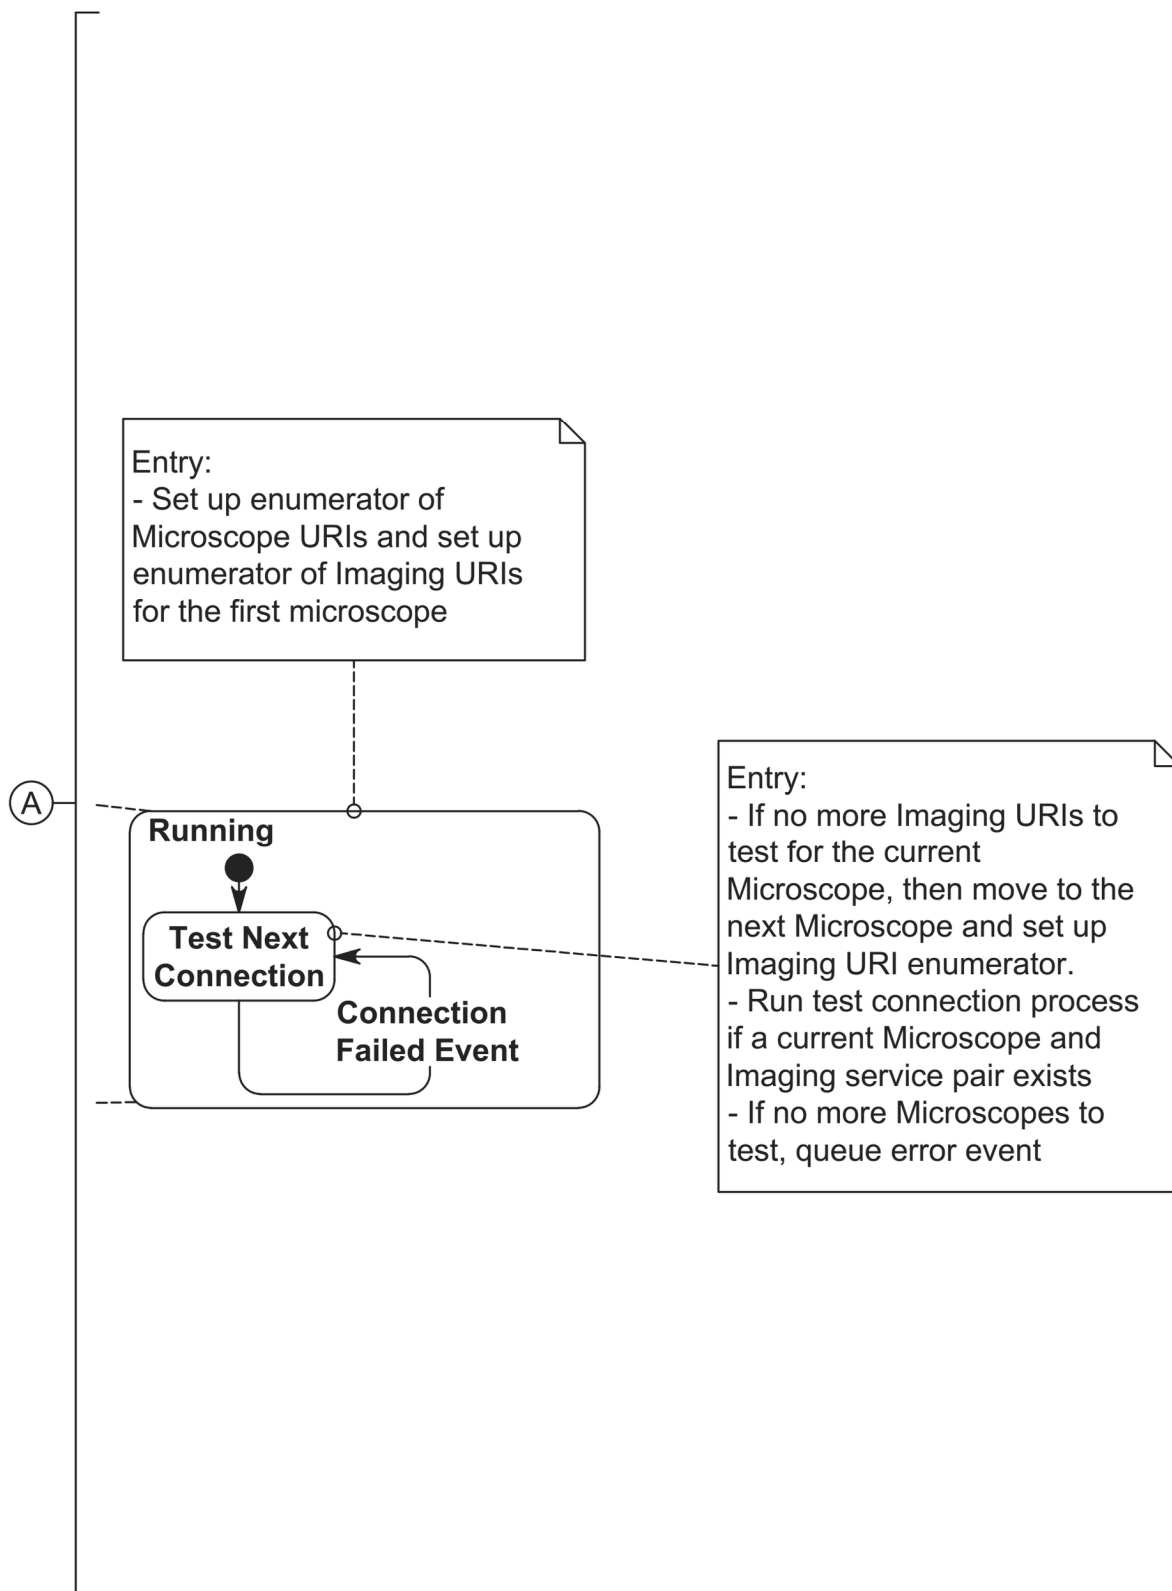 Entry:
- Set up enumerator of
Microscope URIs and set up
enumerator of Imaging URIs
for the first microscope
A
Running
Test Next
Connection
Connection
Failed Event
Entry:
- If no more Imaging URIs to
test for the current
Microscope, then move to the
next Microscope and set up
Imaging URI enumerator.
- Run test connection process
if a current Microscope and
Imaging service pair exists
- If no more Microscopes to
test, queue error event